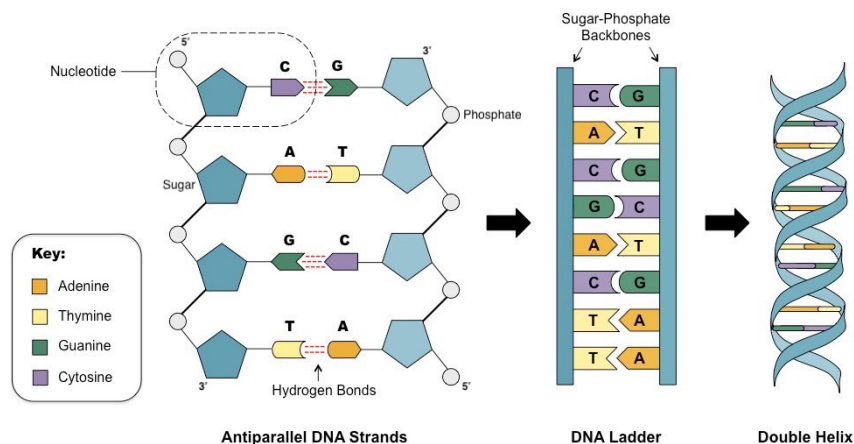 Sugar-Phosphate
Backbones
5'
C G
3'
Nucleotide
Phosphate
A T
Sugar
G C
T A
3'
Hydrogen Bonds
5'
Key:
Adenine
Thymine
Guanine
Cytosine
C G
A T
C G
G C
A T
C G
T A
T A
Antiparallel DNA Strands
DNA Ladder
Double Helix